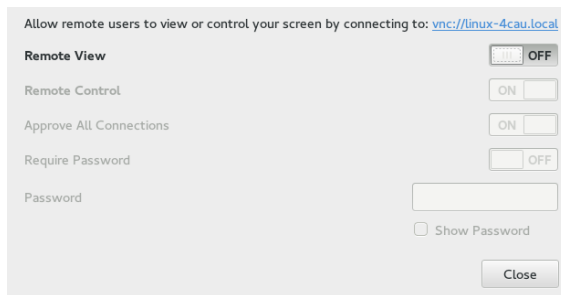 Allow remote users to view or control your screen by connecting to: vnc://linux-4cau.local
Remote View OFF
Remote Control ON
Approve All Connections ON
Require Password OFF
Password
Show Password
Close